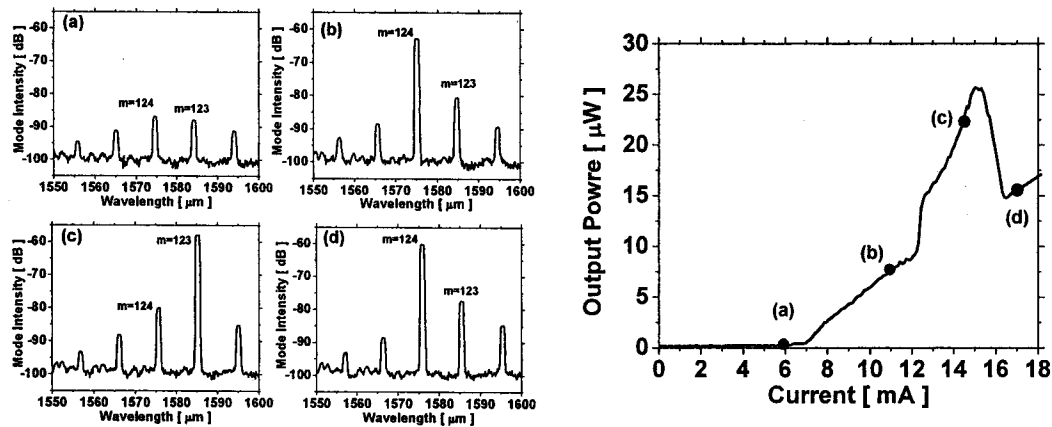 (a)
m=124
m=123
Mode Intensity [ dB]
-60
-70
-80
-90
-100
1550 1560 1570 1580 1590 1600
Wavelength [ μm]
(b)
m=124
m=123
Mode Intensity [ dB]
-60
-70
-80
-90
-100
1550 1560 1570 1580 1590 1600
Wavelength [ μm]
(c)
m=123
m=124
Mode Intensity [ dB]
-60
-70
-80
-90
-100
1550 1560 1570 1580 1590 1600
Wavelength [ μm]
(d)
m=124
m=123
Mode Intensity [ dB]
-60
-70
-80
-90
-100
1550 1560 1570 1580 1590 1600
Wavelength [ μm]
Output Powre [ μW]
30
25
20
15
10
5
0
(a)
(b)
(c)
(d)
0 2 4 6 8 10 12 14 16 18
Current [ mA ]